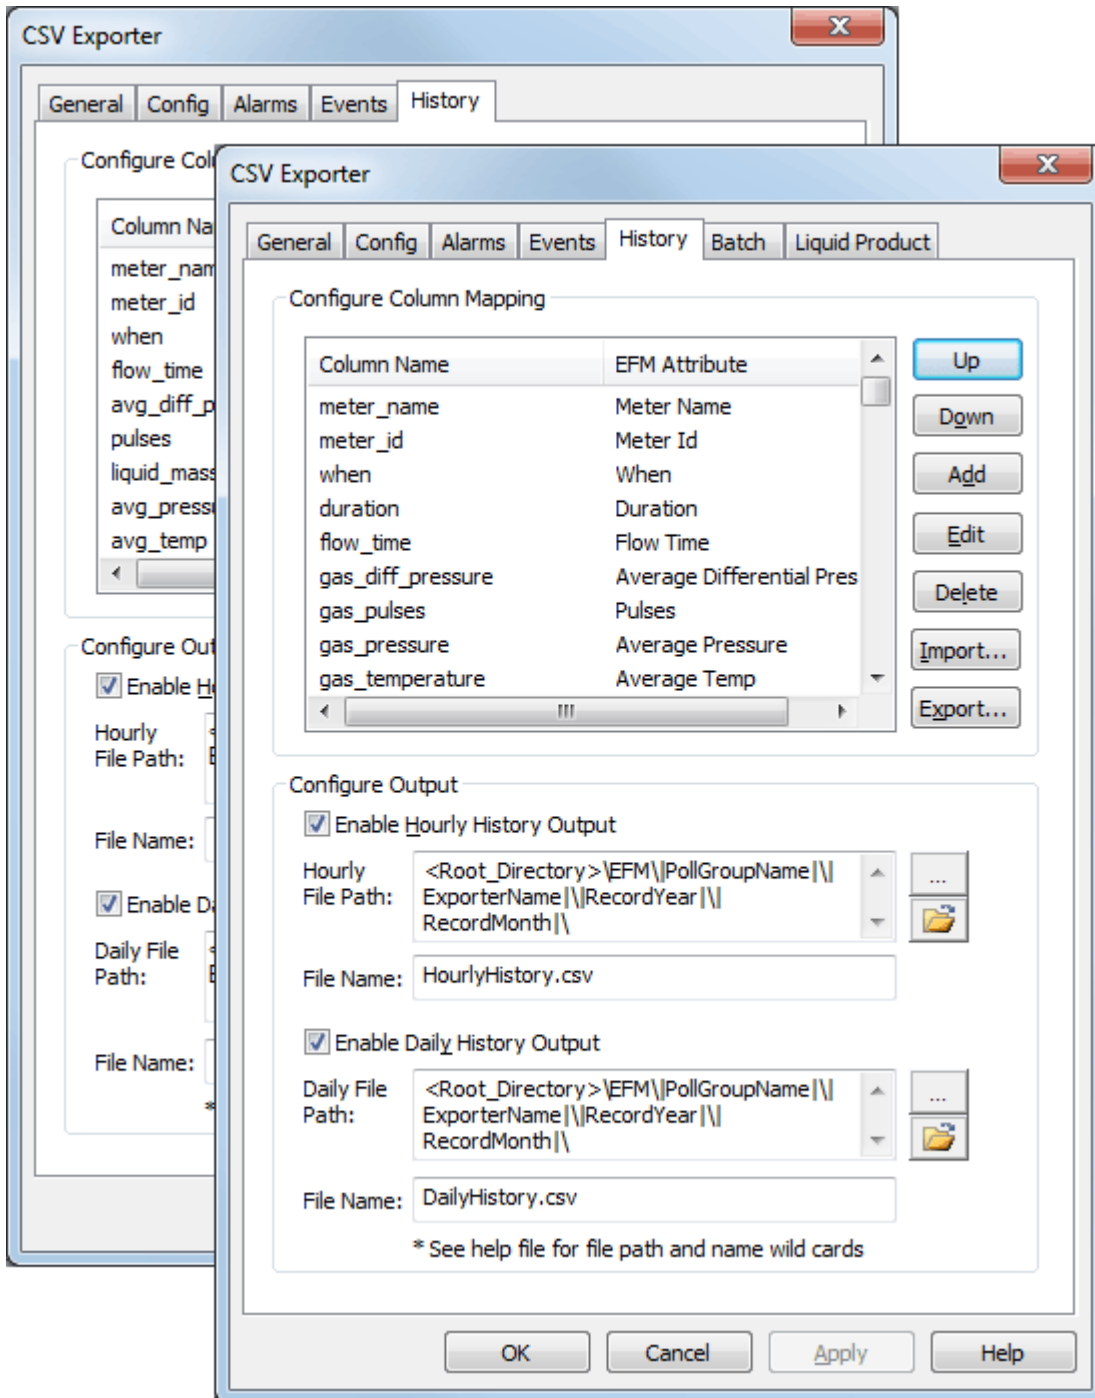 CSV Exporter
General Config Alarms Events History
Configure Col
Column Na
meter_nam
meter_id
when
flow_time
avg_diff_p
pulses
liquid_mass
avg_press
avg_temp
Configure Out
Enable H
Hourly
File Path:
File Name:
Enable Da
Daily File
Path:
File Name:
*
CSV Exporter
General Config Alarms Events History Batch Liquid Product
Configure Column Mapping
Column Name EFM Attribute
meter_name Meter Name
meter_id Meter Id
when When
duration Duration
flow_time Flow Time
gas_diff_pressure Average Differential Pres
gas_pulses Pulses
gas_pressure Average Pressure
gas_temperature Average Temp
Up
Down
Add
Edit
Delete
Import...
Export...
Configure Output
Enable Hourly History Output
Hourly
File Path:
<Root_Directory>\EFM\|PollGroupName|\|
ExporterName|\|RecordYear|\|
RecordMonth|\
...
File Name: HourlyHistory.csv
Enable Daily History Output
Daily File
Path:
<Root_Directory>\EFM\|PollGroupName|\|
ExporterName|\|RecordYear|\|
RecordMonth|\
...
File Name: DailyHistory.csv
* See help file for file path and name wild cards
OK Cancel Apply Help